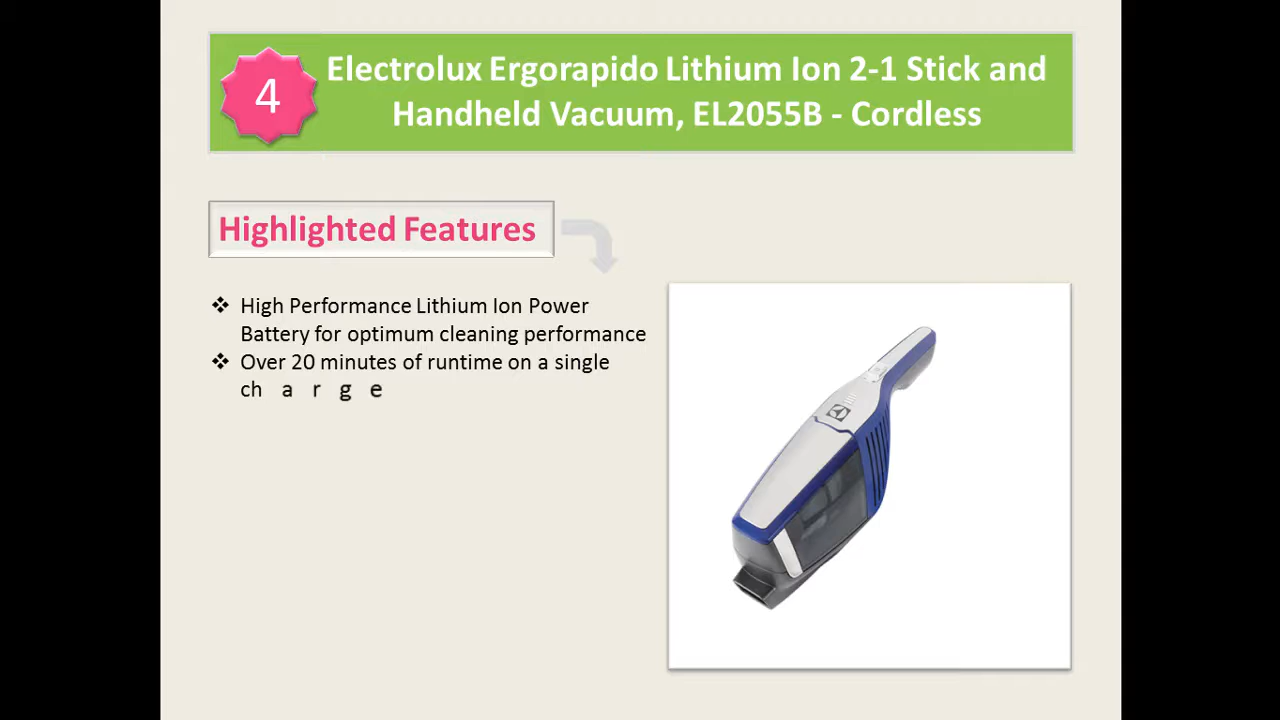 4
Electrolux Ergorapido Lithium Ion 2-1 Stick and
Handheld Vacuum, EL2055B - Cordless
Highlighted Features
❖ High Performance Lithium Ion Power
Battery for optimum cleaning performance
❖ Over 20 minutes of runtime on a single
ch a r g e